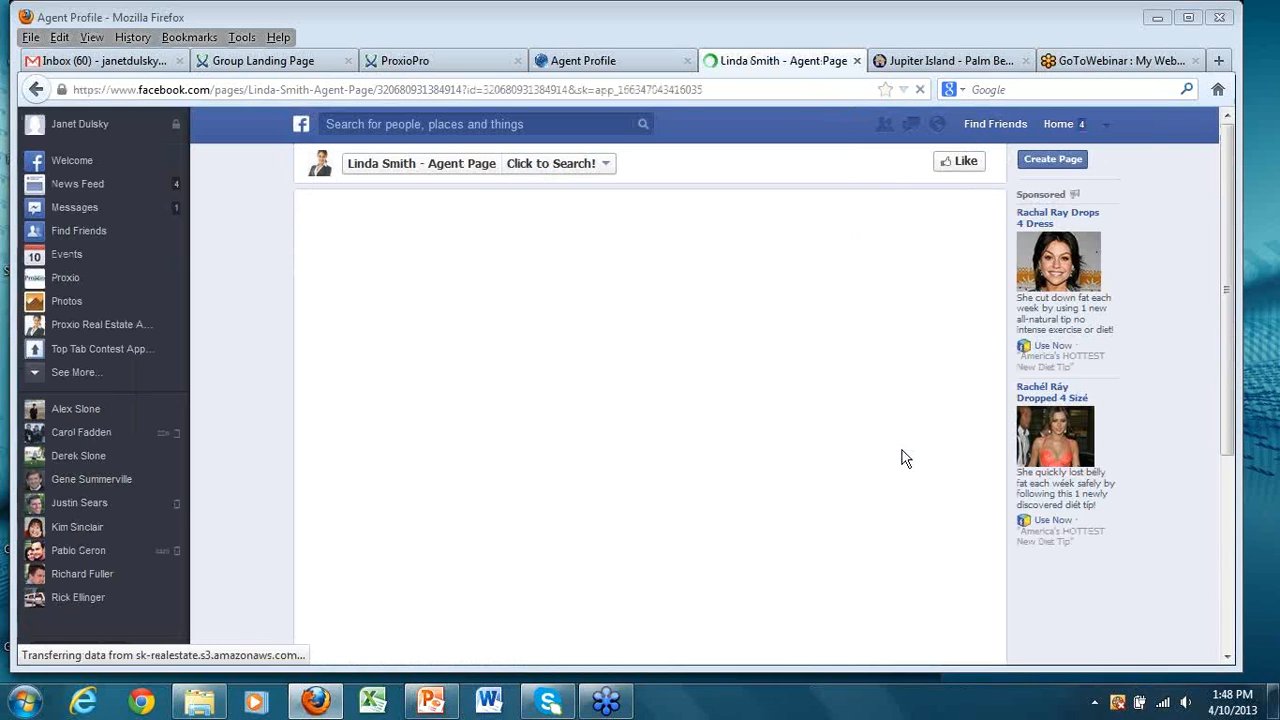 Agent Profile - Mozilla Firefox
File Edit View History Bookmarks Tools Help
Inbox (60) - janetdulsky...
Group Landing Page
ProxioPro
Agent Profile
Linda Smith - Agent Page
Jupiter Island - Palm Be...
GoToWebinar : My Web...
https://www.facebook.com/pages/Linda-Smith-Agent-Page/320680931384914?id=320680931384914&sk=app_166347043416035
Google
Janet Dulsky
Search for people, places and things
Find Friends
Home 4
Welcome
News Feed 4
Messages 1
Find Friends
10 Events
Proxio
Photos
Proxio Real Estate A...
Top Tab Contest App...
See More...
Alex Slone
Carol Fadden
Derek Slone
Gene Summerville
Justin Sears
Kim Sinclair
Pablo Ceron
Richard Fuller
Rick Ellinger
Linda Smith - Agent Page
Click to Search!
Like
Create Page
Sponsored
Rachal Ray Drops
4 Dress
She cut down fat each
week by using 1 new
all-natural tip no
intense exercise or diet!
Use Now ·
"America's HOTTEST
New Diet Tip"
Rachél Ráy
Dropped 4 Sizé
She quickly lost bélly
fat each week safely by
following this 1 newly
discovered diét tip!
Use Now ·
"America's HOTTEST
New Diet Tip"
Transferring data from sk-realestate.s3.amazonaws.com...
1:48 PM
4/10/2013